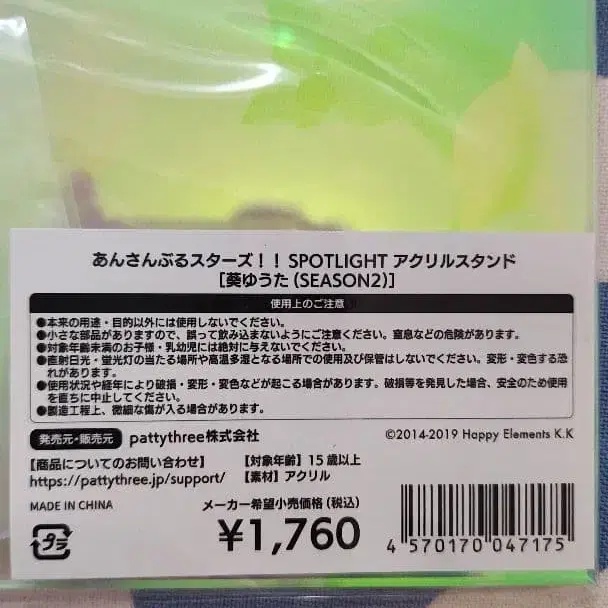 あんさんぶるスターズ！！ SPOTLIGHT アクリルスタンド
［葵ゆうた（SEASON2）］
使用上のご注意
●本来の用途・目的以外には使用しないでください。
●小さな部品がありますので、誤って飲み込まないようにご注意ください。窒息などの危険があります。
●対象年齢未満のお子様・乳幼児には絶対に与えないでください。
●直射日光・蛍光灯の当たる場所や高温多湿となる場所での使用及び保管はしないでください。変形・変色する恐
れがあります。
●使用状況や経年により破損・変形・変色などが起こる場合があります。破損等を発見した場合、安全のため使用
を直ちに中止してください。
●製造工程上、微細な傷が入る場合があります。
発売元・販売元 pattythree株式会社 ©2014-2019 Happy Elements K.K
【商品についてのお問い合わせ】 【対象年齢】15歳以上
https://pattythree.jp/support/ 【素材】アクリル
MADE IN CHINA メーカー希望小売価格（税込）
プラ ¥1,760 4 570170 047175